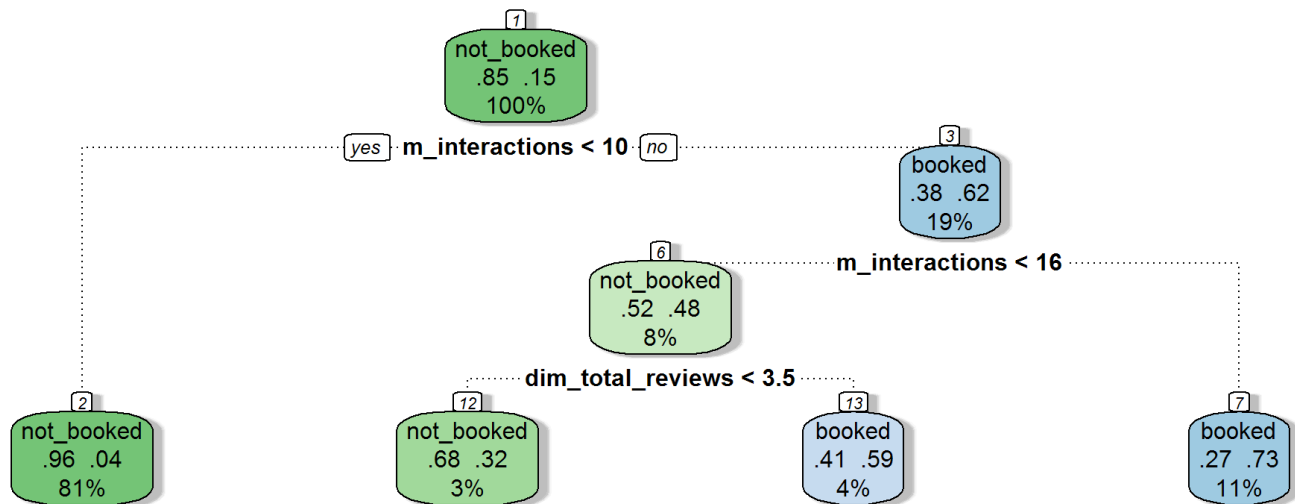 1
not_booked
.85 .15
100%
yes m_interactions < 10 no
3
booked
.38 .62
19%
m_interactions < 16
6
not_booked
.52 .48
8%
dim_total_reviews < 3.5
2
not_booked
.96 .04
81%
12
not_booked
.68 .32
3%
13
booked
.41 .59
4%
7
booked
.27 .73
11%